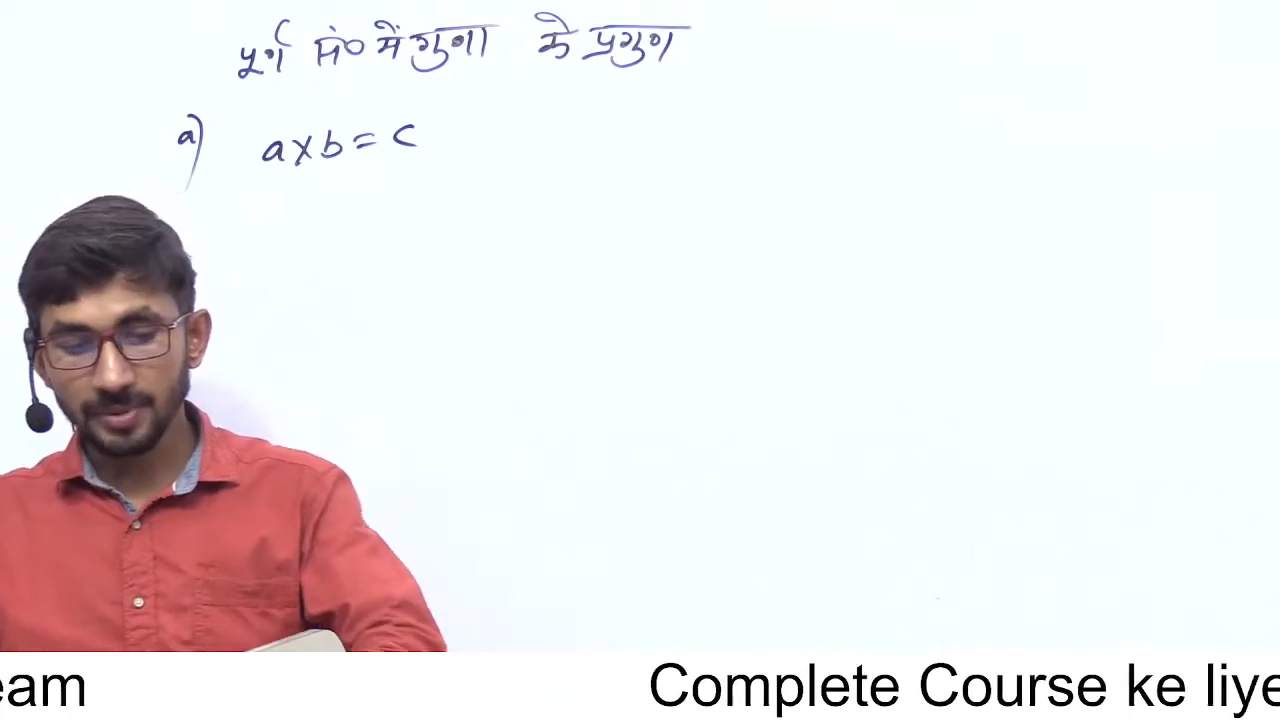 पूर्ण सं० में गुणा के प्रगुण
a) a×b = c
eam Complete Course ke liye